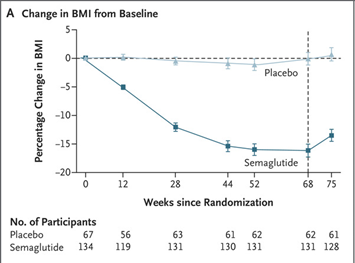 A Change in BMI from Baseline
Percentage Change in BMI
5
0
−5
−10
−15
−20
Placebo
Semaglutide
0 12 28 44 52 68 75
Weeks since Randomization
No. of Participants
Placebo 67 56 63 61 62 62 61
Semaglutide 134 119 131 130 131 131 128